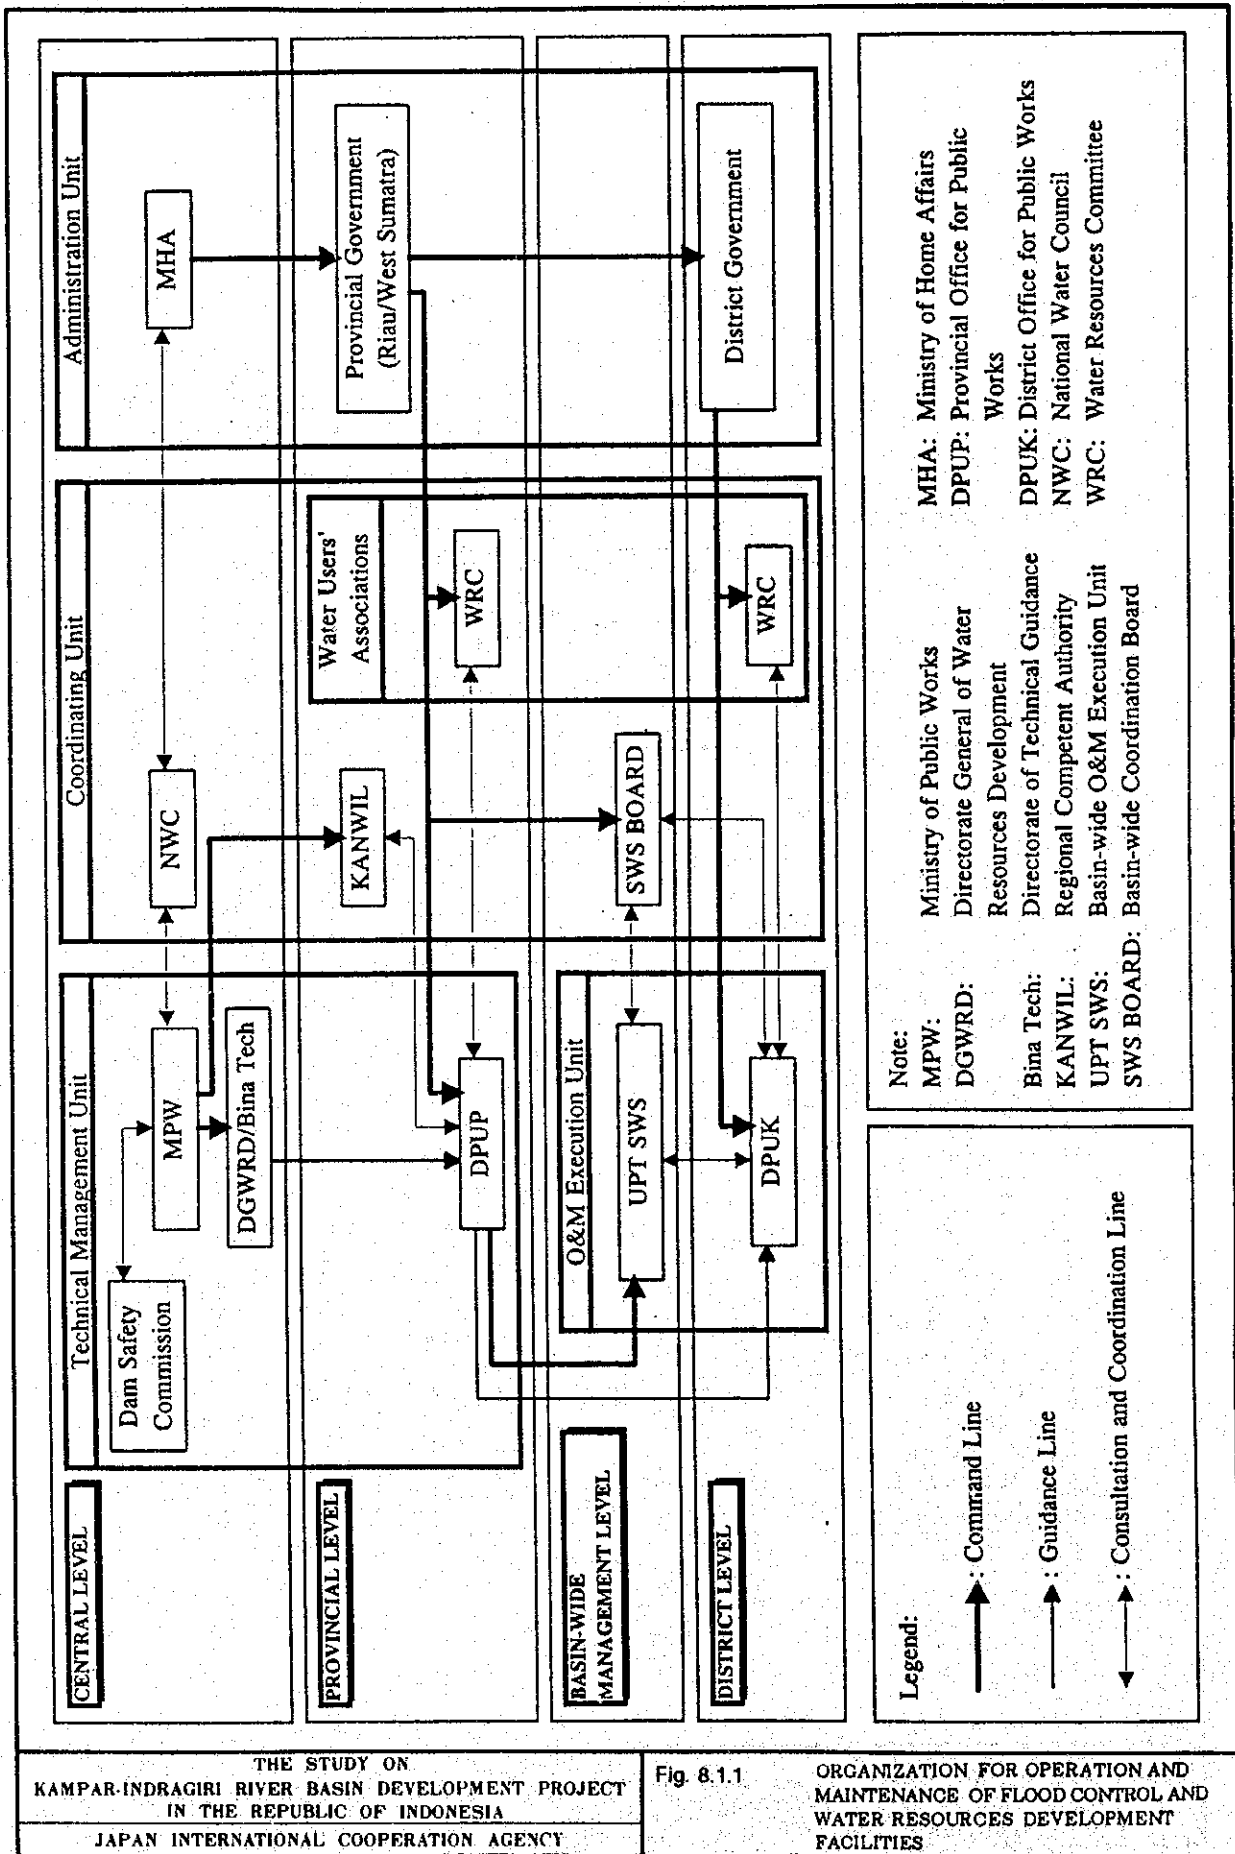 CENTRAL LEVEL
PROVINCIAL LEVEL
BASIN-WIDE
MANAGEMENT LEVEL
DISTRICT LEVEL
Technical Management Unit
Dam Safety
Commission
MPW
DGWRD/Bina Tech
DPUP
O&M Execution Unit
UPT SWS
DPUK
Coordinating Unit
NWC
KANWIL
SWS BOARD
Water Users'
Associations
WRC
WRC
Administration Unit
MHA
Provincial Government
(Riau/West Sumatra)
District Government
Legend:
: Command Line
: Guidance Line
: Consultation and Coordination Line
Note:
MPW: Ministry of Public Works
DGWRD: Directorate General of Water
Resources Development
Bina Tech: Directorate of Technical Guidance
KANWIL: Regional Competent Authority
UPT SWS: Basin-wide O&M Execution Unit
SWS BOARD: Basin-wide Coordination Board
MHA: Ministry of Home Affairs
DPUP: Provincial Office for Public
Works
DPUK: District Office for Public Works
NWC: National Water Council
WRC: Water Resources Committee
THE STUDY ON
KAMPAR-INDRAGIRI RIVER BASIN DEVELOPMENT PROJECT
IN THE REPUBLIC OF INDONESIA
JAPAN INTERNATIONAL COOPERATION AGENCY
Fig. 8.1.1
ORGANIZATION FOR OPERATION AND
MAINTENANCE OF FLOOD CONTROL AND
WATER RESOURCES DEVELOPMENT
FACILITIES